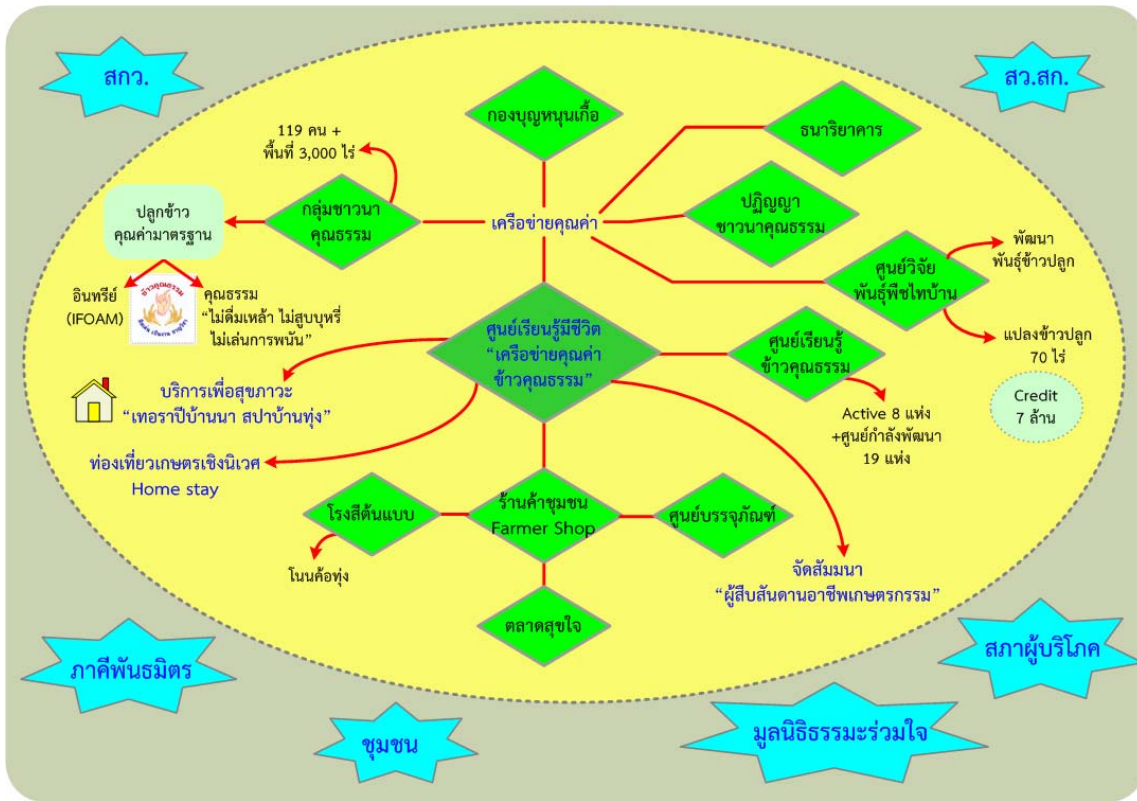 สกว.
สว.สก.
กองบุญหนุนเกื้อ
ธนาริยาคาร
119 คน +
พื้นที่ 3,000 ไร่
ปลูกข้าว
คุณค่ามาตรฐาน
กลุ่มชาวนา
คุณธรรม
เครือข่ายคุณค่า
ปฏิญญา
ชาวนาคุณธรรม
ศูนย์วิจัย
พันธุ์พืชไทบ้าน
พัฒนา
พันธุ์ข้าวปลูก
แปลงข้าวปลูก
70 ไร่
Credit
7 ล้าน
อินทรีย์
(IFOAM)
ข้าวคุณธรรม
คุณธรรม
“ไม่ดื่มเหล้า ไม่สูบบุหรี่
ไม่เล่นการพนัน”
ศูนย์เรียนรู้มีชีวิต
“เครือข่ายคุณค่า
ข้าวคุณธรรม”
ศูนย์เรียนรู้
ข้าวคุณธรรม
Active 8 แห่ง
+ศูนย์กำลังพัฒนา
19 แห่ง
บริการเพื่อสุขภาวะ
“เทอราปีบ้านนา สปาบ้านทุ่ง”
ท่องเที่ยวเกษตรเชิงนิเวศ
Home stay
โรงสีต้นแบบ
ร้านค้าชุมชน
Farmer Shop
ศูนย์บรรจุภัณฑ์
โนนค้อทุ่ง
ตลาดสุขใจ
จัดสัมมนา
“ผู้สืบสันดานอาชีพเกษตรกรรม”
ภาคีพันธมิตร
ชุมชน
มูลนิธิธรรมะร่วมใจ
สภาผู้บริโภค